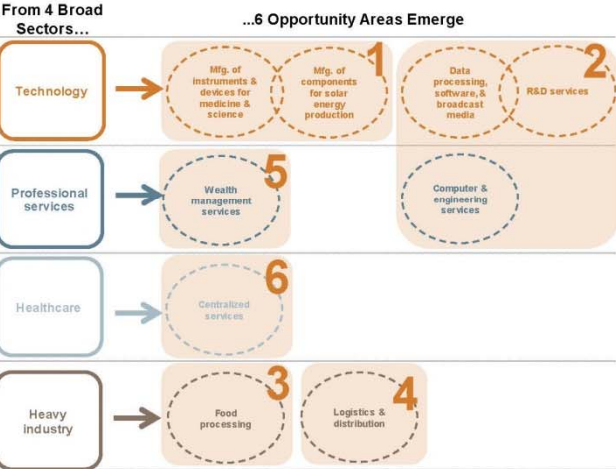 From 4 Broad
Sectors…
...6 Opportunity Areas Emerge
Technology
Mfg. of
instruments &
devices for
medicine &
science
Mfg. of
components
for solar
energy
production
1
Data
processing,
software, &
broadcast
media
R&D services
2
Professional
services
Wealth
management
services
5
Computer &
engineering
services
Healthcare
Centralized
services
6
Heavy
industry
Food
processing
3
Logistics &
distribution
4